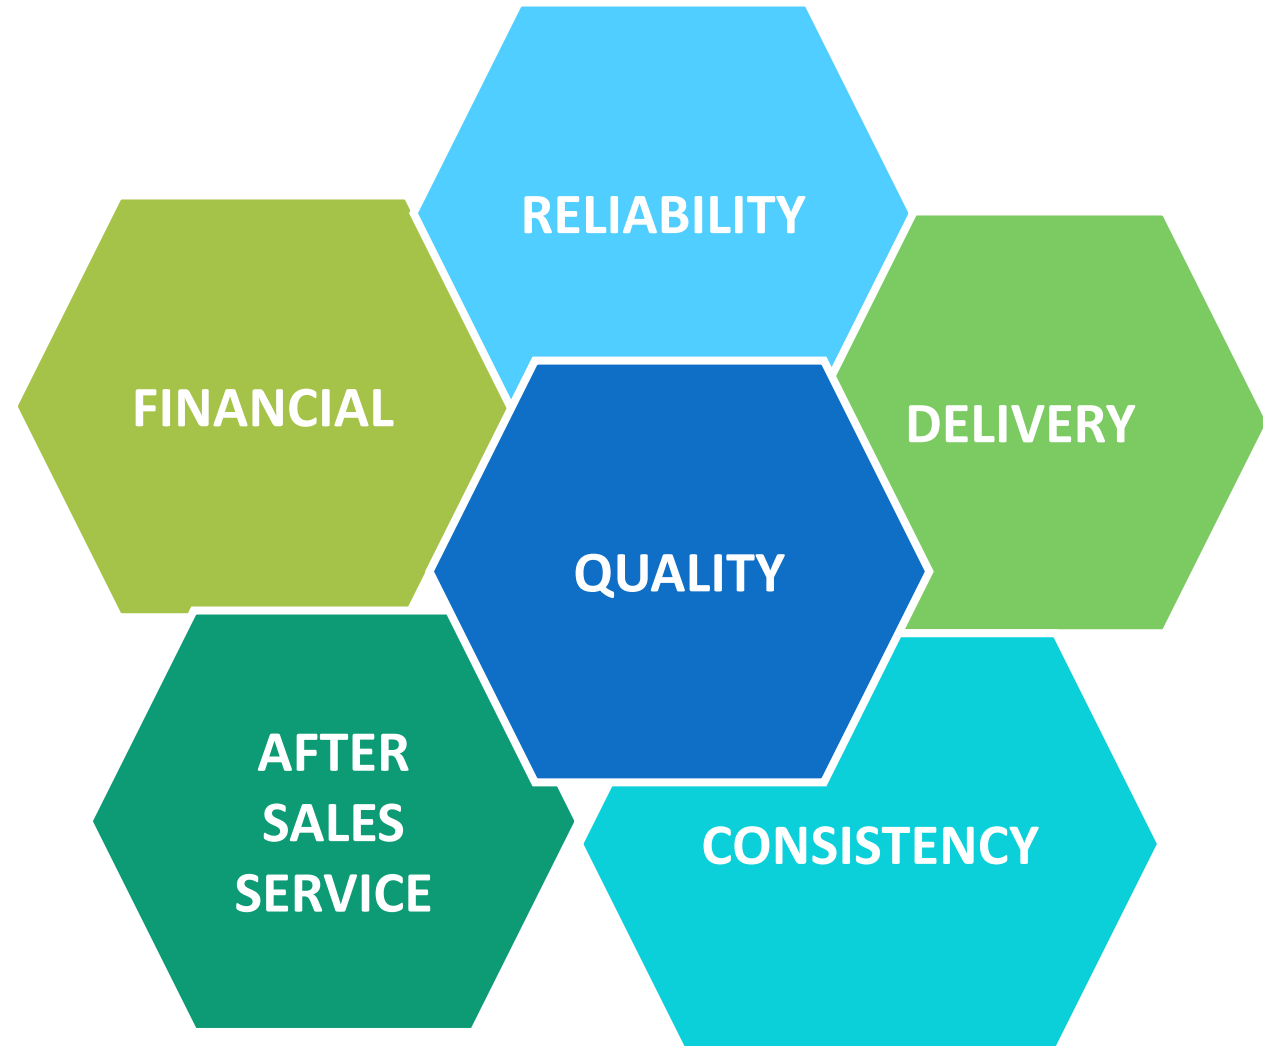 RELIABILITY
FINANCIAL
DELIVERY
QUALITY
AFTER
SALES
SERVICE
CONSISTENCY